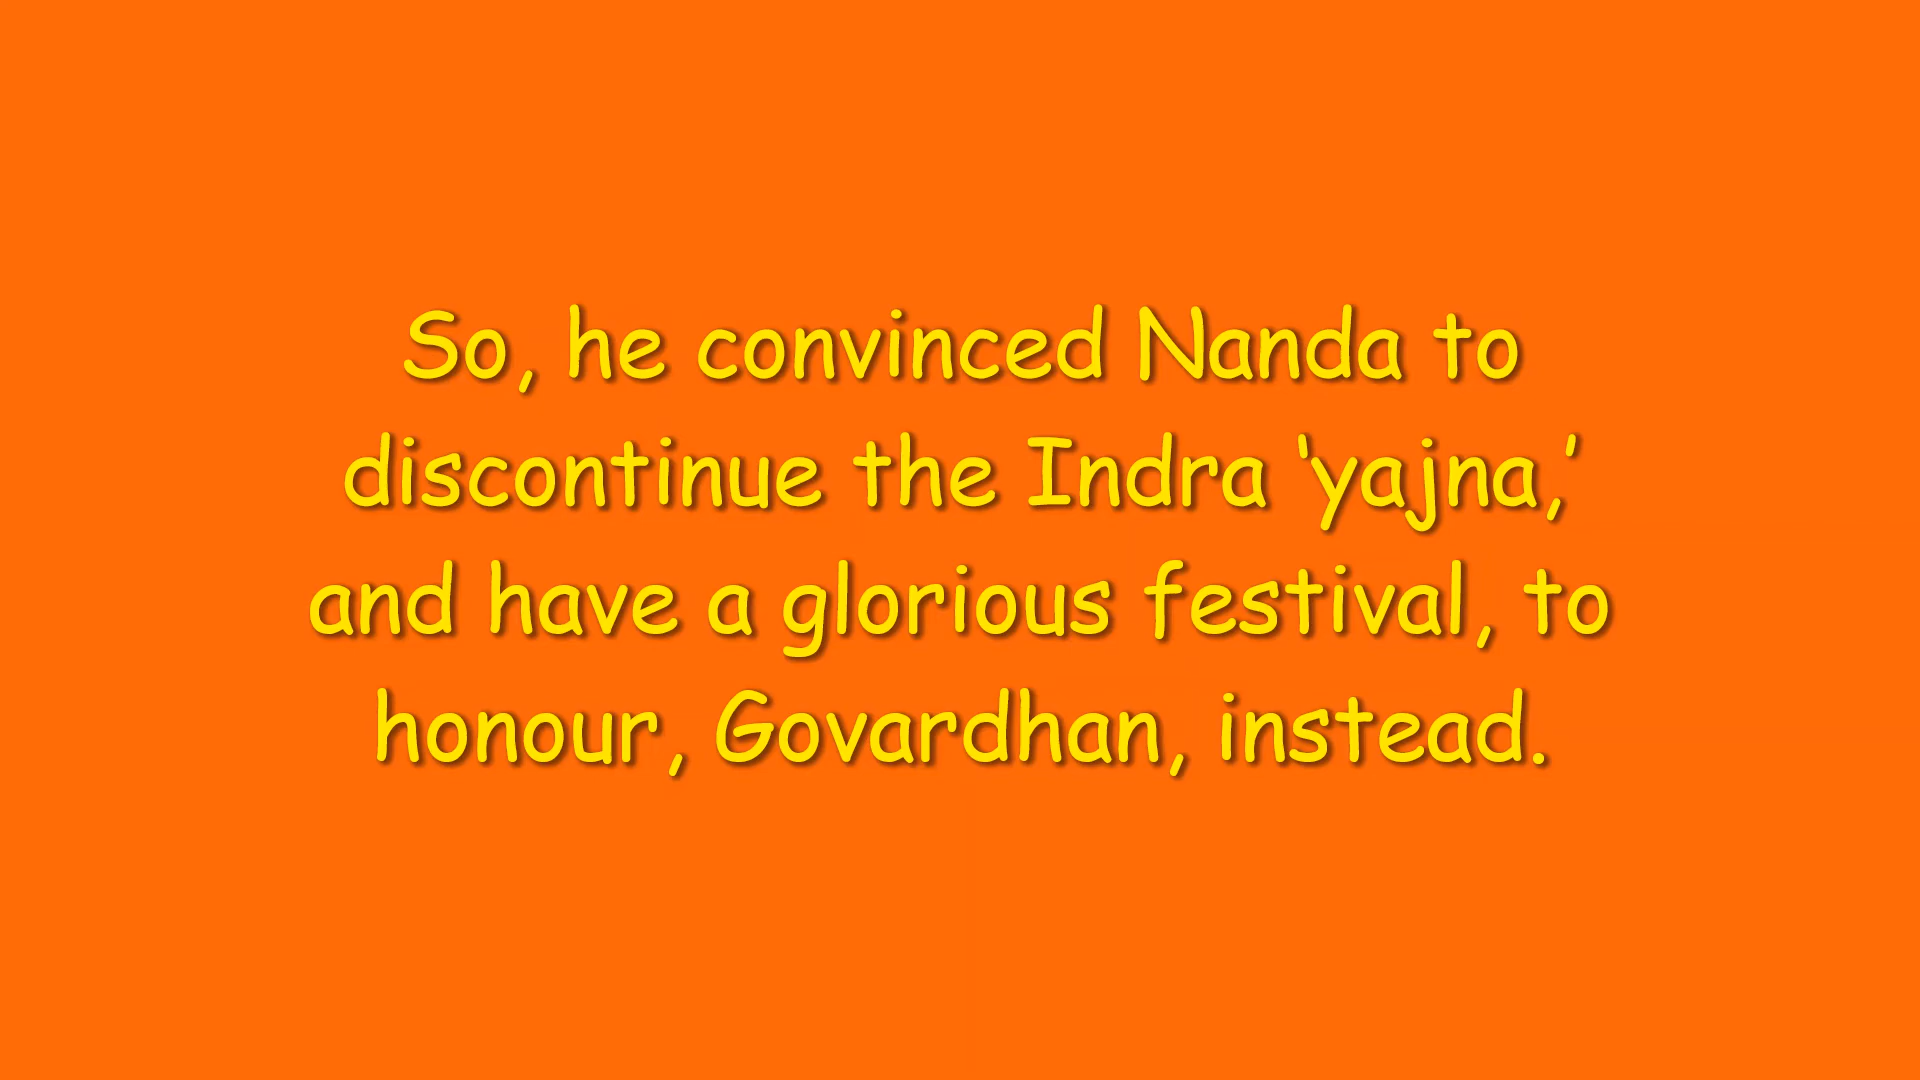 So, he convinced Nanda to
discontinue the Indra ‘yajna,’
and have a glorious festival, to
honour, Govardhan, instead.